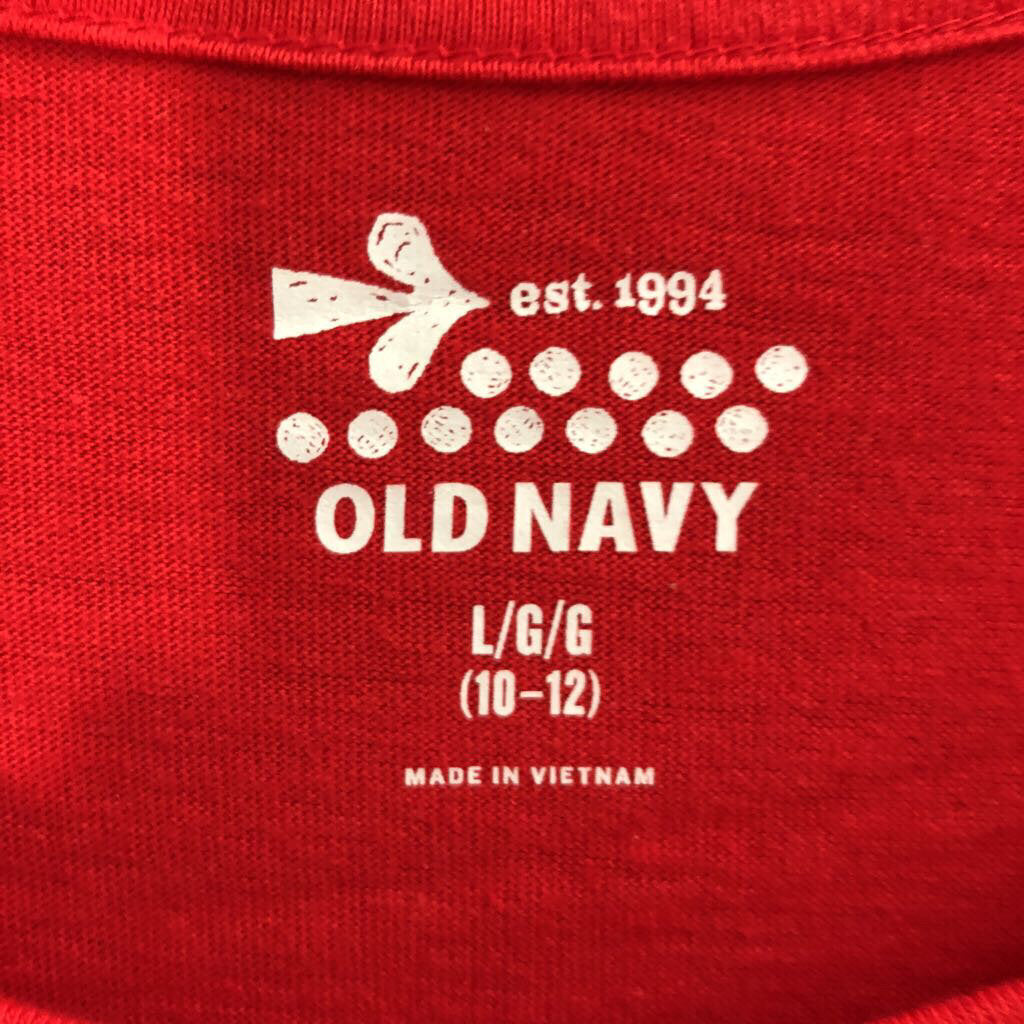 est. 1994
OLD NAVY
L/G/G
(10-12)
MADE IN VIETNAM